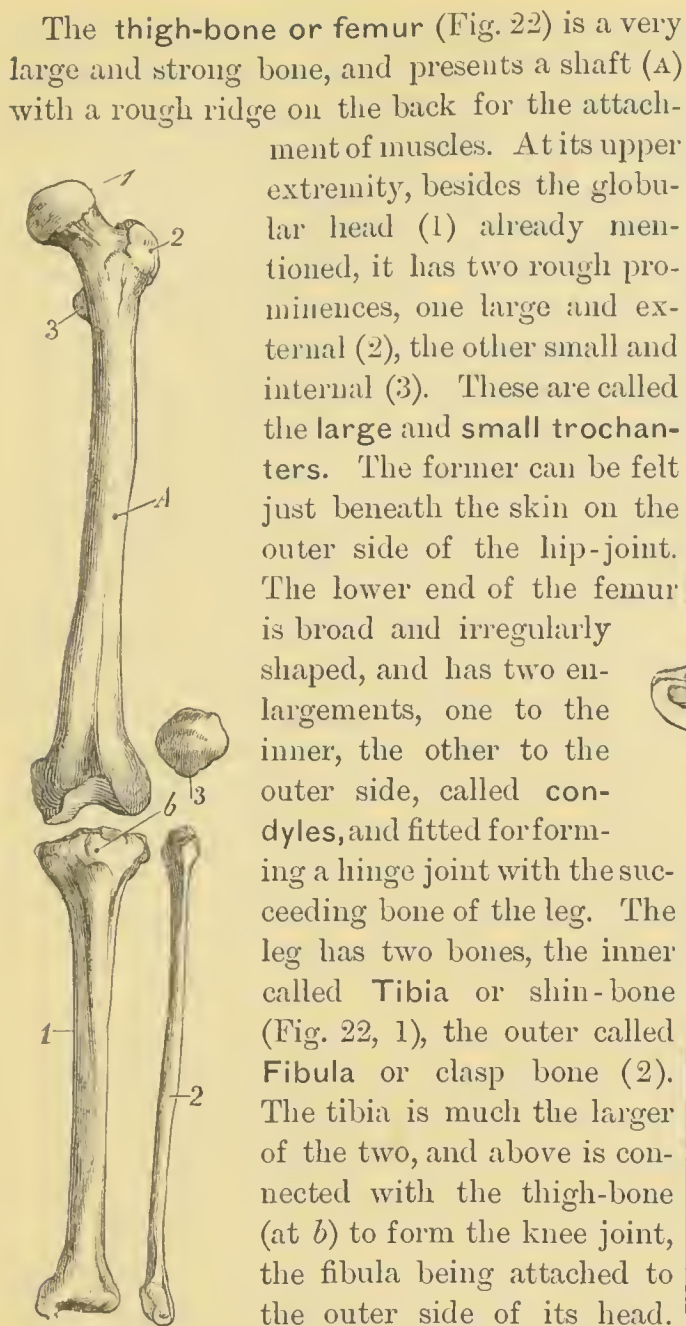 The thigh-bone or femur (Fig. 22) is a very
large and strong bone, and presents a shaft (A)
with a rough ridge on the back for the attach-
ment of muscles. At its upper
extremity, besides the globu-
lar head (1) already men-
tioned, it has two rough pro-
minences, one large and ex-
ternal (2), the other small and
internal (3). These are called
the large and small trochan-
ters. The former can be felt
just beneath the skin on the
outer side of the hip-joint.
The lower end of the femur
is broad and irregularly
shaped, and has two en-
largements, one to the
inner, the other to the
outer side, called con-
dyles, and fitted for form-
ing a hinge joint with the suc-
ceeding bone of the leg. The
leg has two bones, the inner
called Tibia or shin-bone
(Fig. 22, 1), the outer called
Fibula or clasp bone (2).
The tibia is much the larger
of the two, and above is con-
nected with the thigh-bone
(at b) to form the knee joint,
the fibula being attached to
the outer side of its head.
1
2
3
A
3
b
1
2